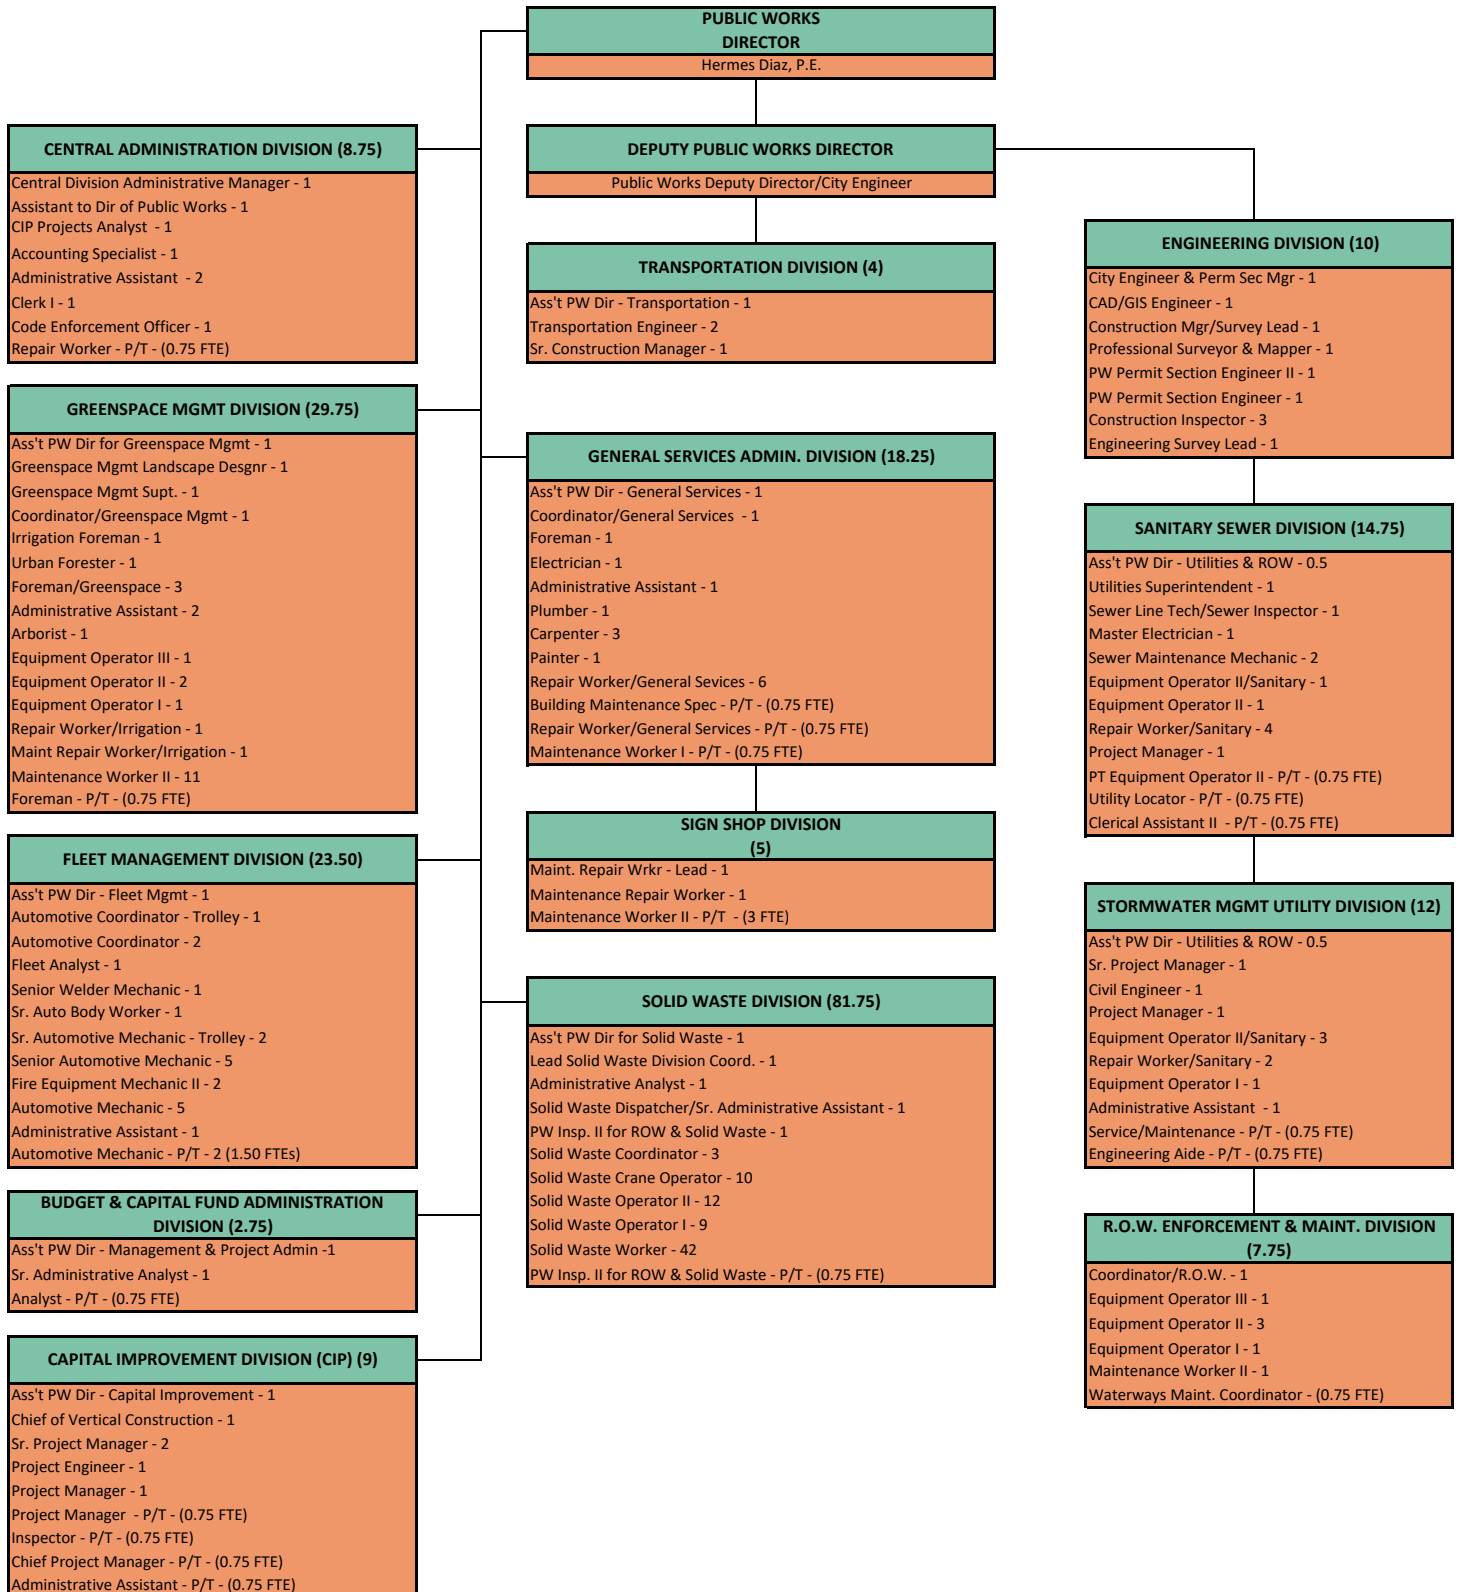 PUBLIC WORKS
DIRECTOR
Hermes Diaz, P.E.
DEPUTY PUBLIC WORKS DIRECTOR
Public Works Deputy Director/City Engineer
CENTRAL ADMINISTRATION DIVISION (8.75)
Central Division Administrative Manager - 1
Assistant to Dir of Public Works - 1
CIP Projects Analyst - 1
Accounting Specialist - 1
Administrative Assistant - 2
Clerk I - 1
Code Enforcement Officer - 1
Repair Worker - P/T - (0.75 FTE)
GREENSPACE MGMT DIVISION (29.75)
Ass't PW Dir for Greenspace Mgmt - 1
Greenspace Mgmt Landscape Desgnr - 1
Greenspace Mgmt Supt. - 1
Coordinator/Greenspace Mgmt - 1
Irrigation Foreman - 1
Urban Forester - 1
Foreman/Greenspace - 3
Administrative Assistant - 2
Arborist - 1
Equipment Operator III - 1
Equipment Operator II - 2
Equipment Operator I - 1
Repair Worker/Irrigation - 1
Maint Repair Worker/Irrigation - 1
Maintenance Worker II - 11
Foreman - P/T - (0.75 FTE)
FLEET MANAGEMENT DIVISION (23.50)
Ass't PW Dir - Fleet Mgmt - 1
Automotive Coordinator - Trolley - 1
Automotive Coordinator - 2
Fleet Analyst - 1
Senior Welder Mechanic - 1
Sr. Auto Body Worker - 1
Sr. Automotive Mechanic - Trolley - 2
Senior Automotive Mechanic - 5
Fire Equipment Mechanic II - 2
Automotive Mechanic - 5
Administrative Assistant - 1
Automotive Mechanic - P/T - 2 (1.50 FTEs)
BUDGET & CAPITAL FUND ADMINISTRATION
DIVISION (2.75)
Ass't PW Dir - Management & Project Admin -1
Sr. Administrative Analyst - 1
Analyst - P/T - (0.75 FTE)
CAPITAL IMPROVEMENT DIVISION (CIP) (9)
Ass't PW Dir - Capital Improvement - 1
Chief of Vertical Construction - 1
Sr. Project Manager - 2
Project Engineer - 1
Project Manager - 1
Project Manager - P/T - (0.75 FTE)
Inspector - P/T - (0.75 FTE)
Chief Project Manager - P/T - (0.75 FTE)
Administrative Assistant - P/T - (0.75 FTE)
TRANSPORTATION DIVISION (4)
Ass't PW Dir - Transportation - 1
Transportation Engineer - 2
Sr. Construction Manager - 1
GENERAL SERVICES ADMIN. DIVISION (18.25)
Ass't PW Dir - General Services - 1
Coordinator/General Services - 1
Foreman - 1
Electrician - 1
Administrative Assistant - 1
Plumber - 1
Carpenter - 3
Painter - 1
Repair Worker/General Sevices - 6
Building Maintenance Spec - P/T - (0.75 FTE)
Repair Worker/General Services - P/T - (0.75 FTE)
Maintenance Worker I - P/T - (0.75 FTE)
SIGN SHOP DIVISION
(5)
Maint. Repair Wrkr - Lead - 1
Maintenance Repair Worker - 1
Maintenance Worker II - P/T - (3 FTE)
SOLID WASTE DIVISION (81.75)
Ass't PW Dir for Solid Waste - 1
Lead Solid Waste Division Coord. - 1
Administrative Analyst - 1
Solid Waste Dispatcher/Sr. Administrative Assistant - 1
PW Insp. II for ROW & Solid Waste - 1
Solid Waste Coordinator - 3
Solid Waste Crane Operator - 10
Solid Waste Operator II - 12
Solid Waste Operator I - 9
Solid Waste Worker - 42
PW Insp. II for ROW & Solid Waste - P/T - (0.75 FTE)
ENGINEERING DIVISION (10)
City Engineer & Perm Sec Mgr - 1
CAD/GIS Engineer - 1
Construction Mgr/Survey Lead - 1
Professional Surveyor & Mapper - 1
PW Permit Section Engineer II - 1
PW Permit Section Engineer - 1
Construction Inspector - 3
Engineering Survey Lead - 1
SANITARY SEWER DIVISION (14.75)
Ass't PW Dir - Utilities & ROW - 0.5
Utilities Superintendent - 1
Sewer Line Tech/Sewer Inspector - 1
Master Electrician - 1
Sewer Maintenance Mechanic - 2
Equipment Operator II/Sanitary - 1
Equipment Operator II - 1
Repair Worker/Sanitary - 4
Project Manager - 1
PT Equipment Operator II - P/T - (0.75 FTE)
Utility Locator - P/T - (0.75 FTE)
Clerical Assistant II - P/T - (0.75 FTE)
STORMWATER MGMT UTILITY DIVISION (12)
Ass't PW Dir - Utilities & ROW - 0.5
Sr. Project Manager - 1
Civil Engineer - 1
Project Manager - 1
Equipment Operator II/Sanitary - 3
Repair Worker/Sanitary - 2
Equipment Operator I - 1
Administrative Assistant - 1
Service/Maintenance - P/T - (0.75 FTE)
Engineering Aide - P/T - (0.75 FTE)
R.O.W. ENFORCEMENT & MAINT. DIVISION
(7.75)
Coordinator/R.O.W. - 1
Equipment Operator III - 1
Equipment Operator II - 3
Equipment Operator I - 1
Maintenance Worker II - 1
Waterways Maint. Coordinator - (0.75 FTE)